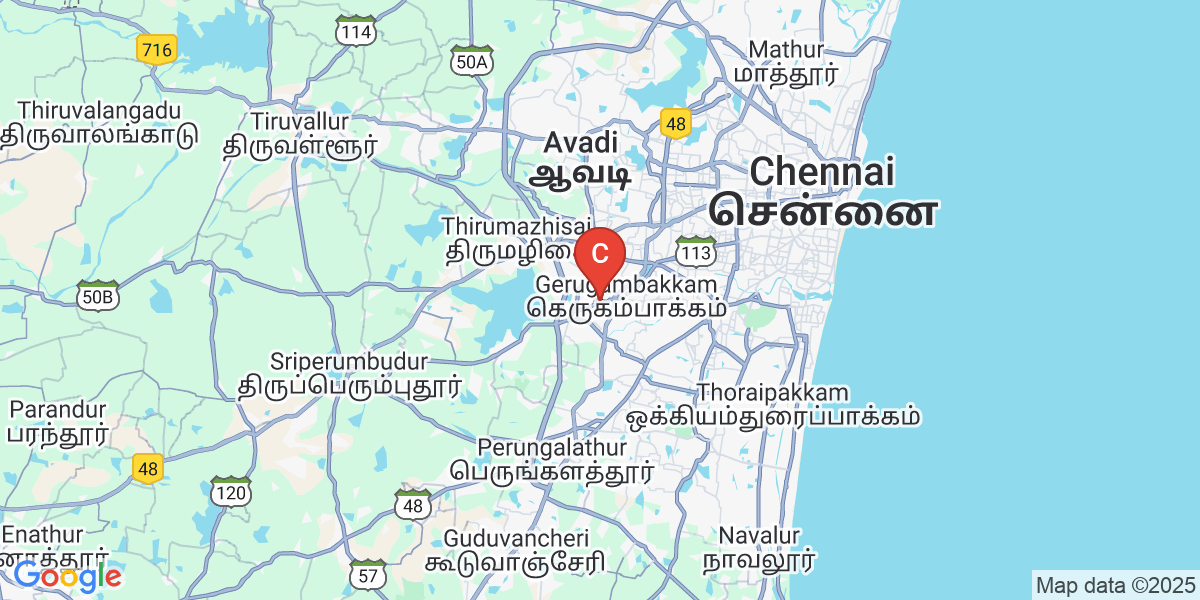 716
114
50A
Mathur
மாத்தூர்
Thiruvalangadu
திருவாலங்காடு
Tiruvallur
திருவள்ளூர்
48
Avadi
ஆவடி
Chennai
சென்னை
Thirumazhisai
C
113
Gerugambakkam
கெருகம்பாக்கம்
50B
Sriperumbudur
திருப்பெரும்புதூர்
Thoraipakkam
ஒக்கியம்துரைப்பாக்கம்
Parandur
பரந்தூர்
Perungalathur
பெருங்களத்தூர்
48
120
48
Enathur
Guduvancheri
கூடுவாஞ்சேரி
Navalur
நாவலூர்
57
Google
Map data ©2025